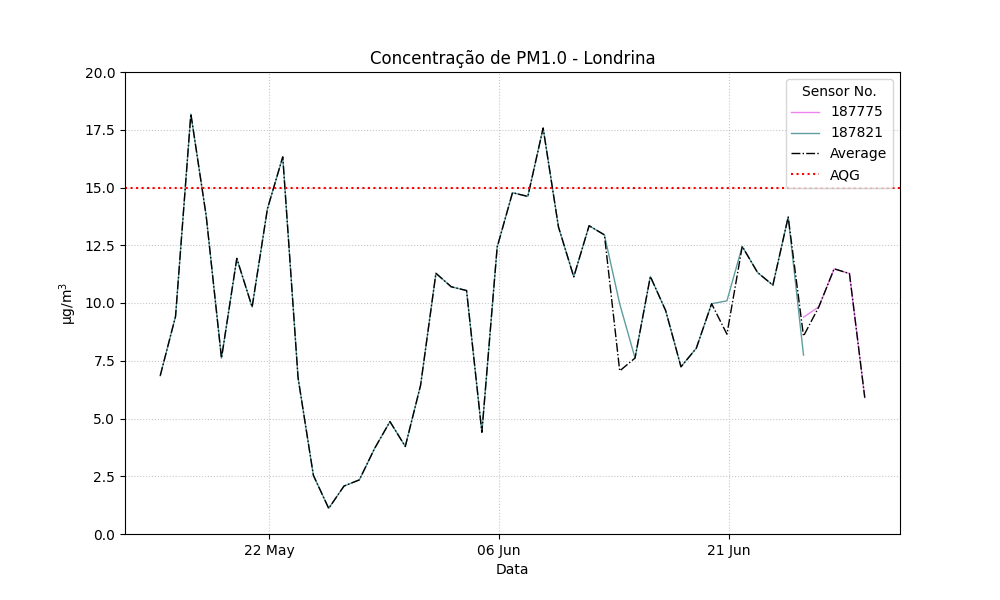 Concentração de PM1.0 - Londrina
20.0
17.5
15.0
12.5
10.0
7.5
5.0
2.5
0.0
µg/m³
Sensor No.
187775
187821
Average
AQG
22 May
06 Jun
21 Jun
Data